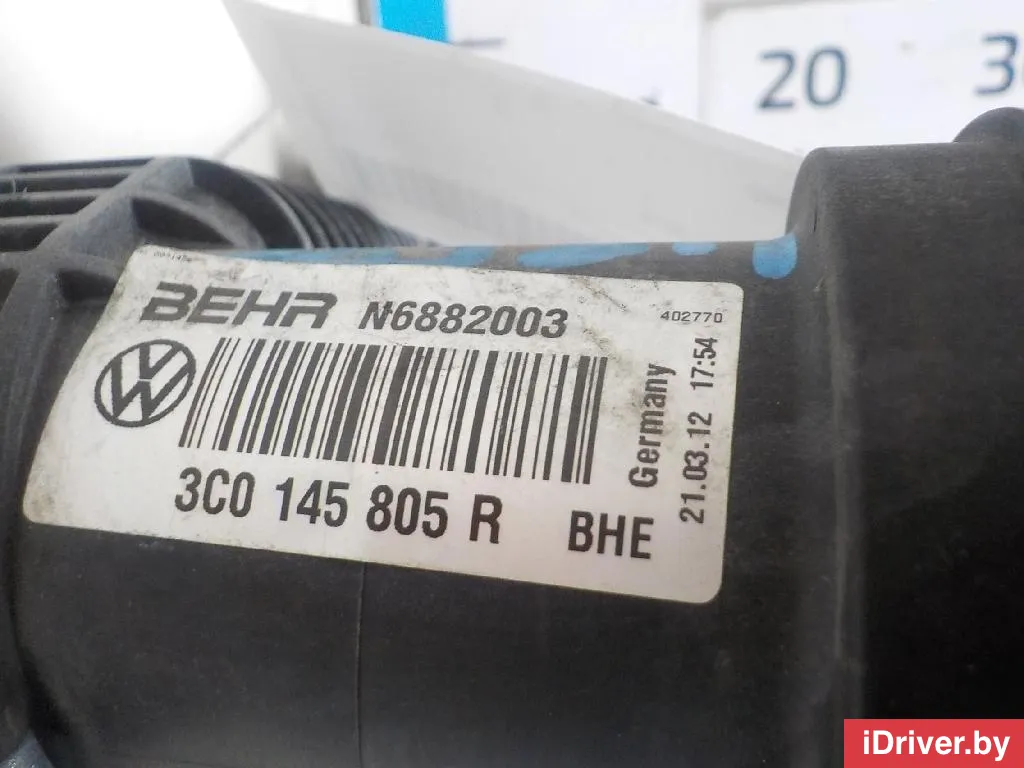 20
BEHR N6882003
402770
3C0 145 805 R BHE
Germany
21.03.12 17:54
iDriver.by